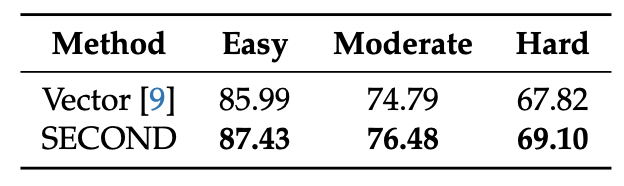 Method Easy Moderate Hard
Vector [9] 85.99 74.79 67.82
SECOND 87.43 76.48 69.10